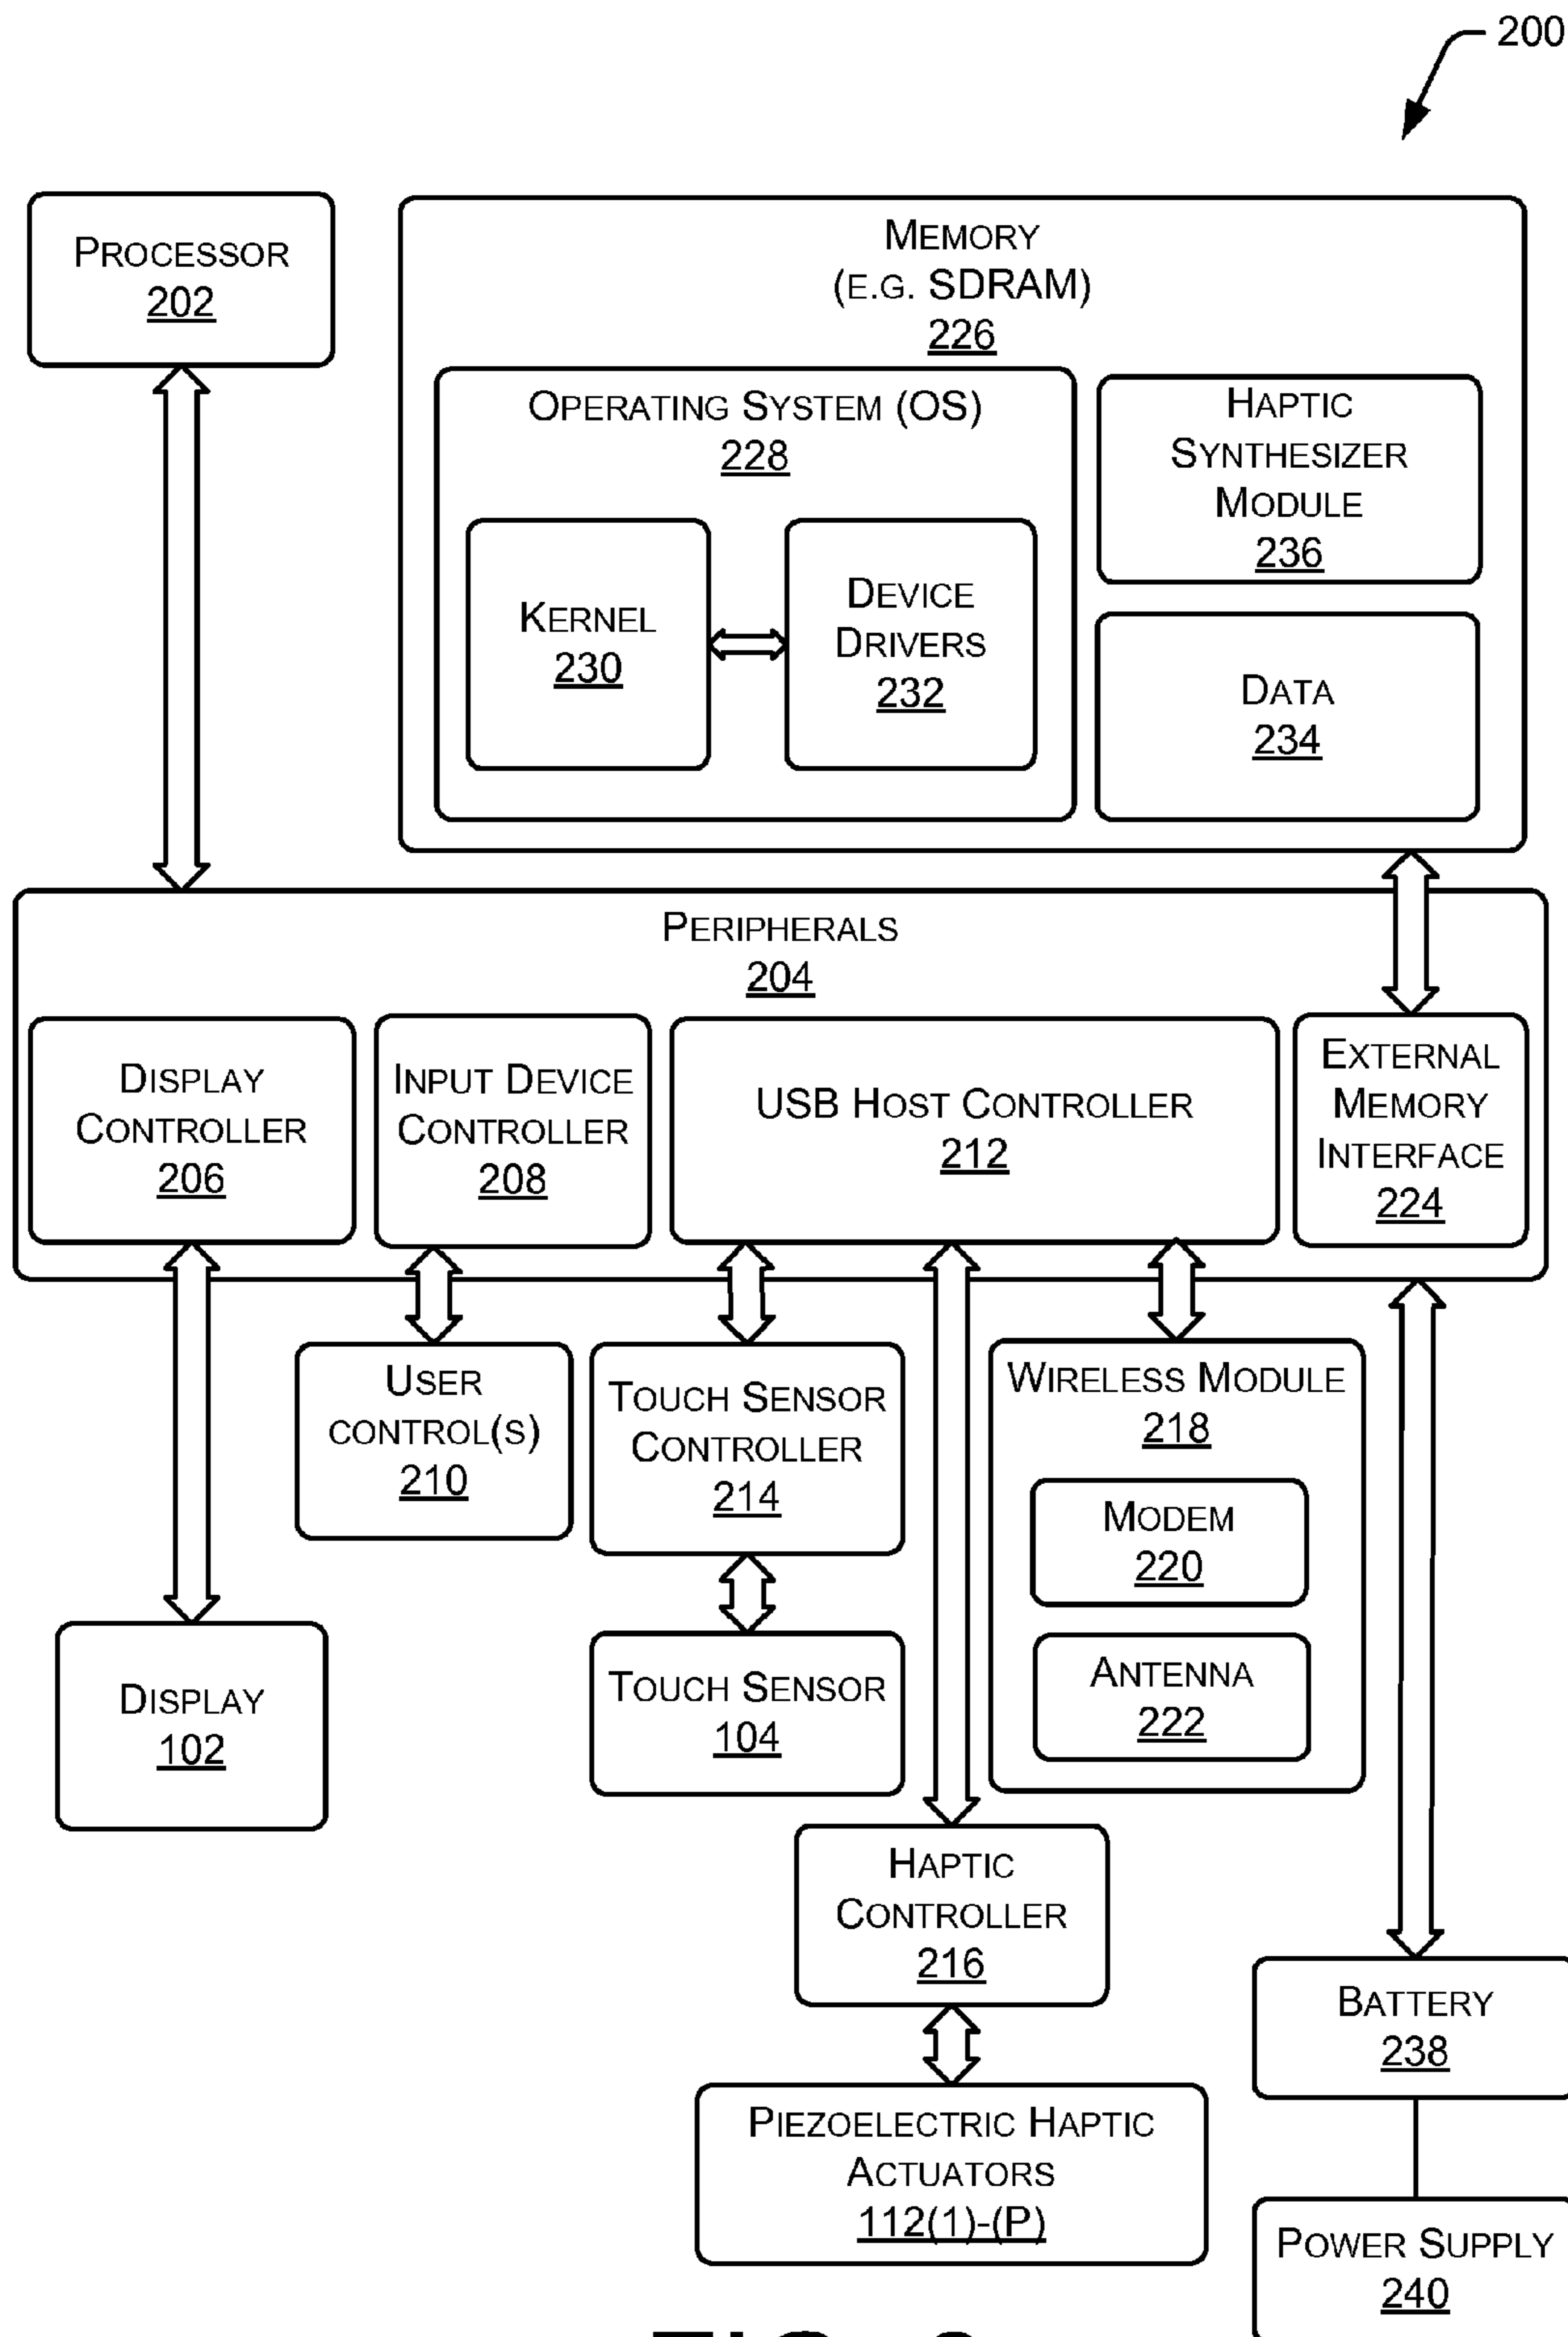 200
PROCESSOR
202
MEMORY
(E.G. SDRAM)
226
OPERATING SYSTEM (OS)
228
KERNEL
230
DEVICE
DRIVERS
232
HAPTIC
SYNTHESIZER
MODULE
236
DATA
234
PERIPHERALS
204
DISPLAY
CONTROLLER
206
INPUT DEVICE
CONTROLLER
208
USB HOST CONTROLLER
212
EXTERNAL
MEMORY
INTERFACE
224
USER
CONTROL(S)
210
TOUCH SENSOR
CONTROLLER
214
WIRELESS MODULE
218
MODEM
220
ANTENNA
222
DISPLAY
102
TOUCH SENSOR
104
HAPTIC
CONTROLLER
216
BATTERY
238
PIEZOELECTRIC HAPTIC
ACTUATORS
112(1)-(P)
POWER SUPPLY
240